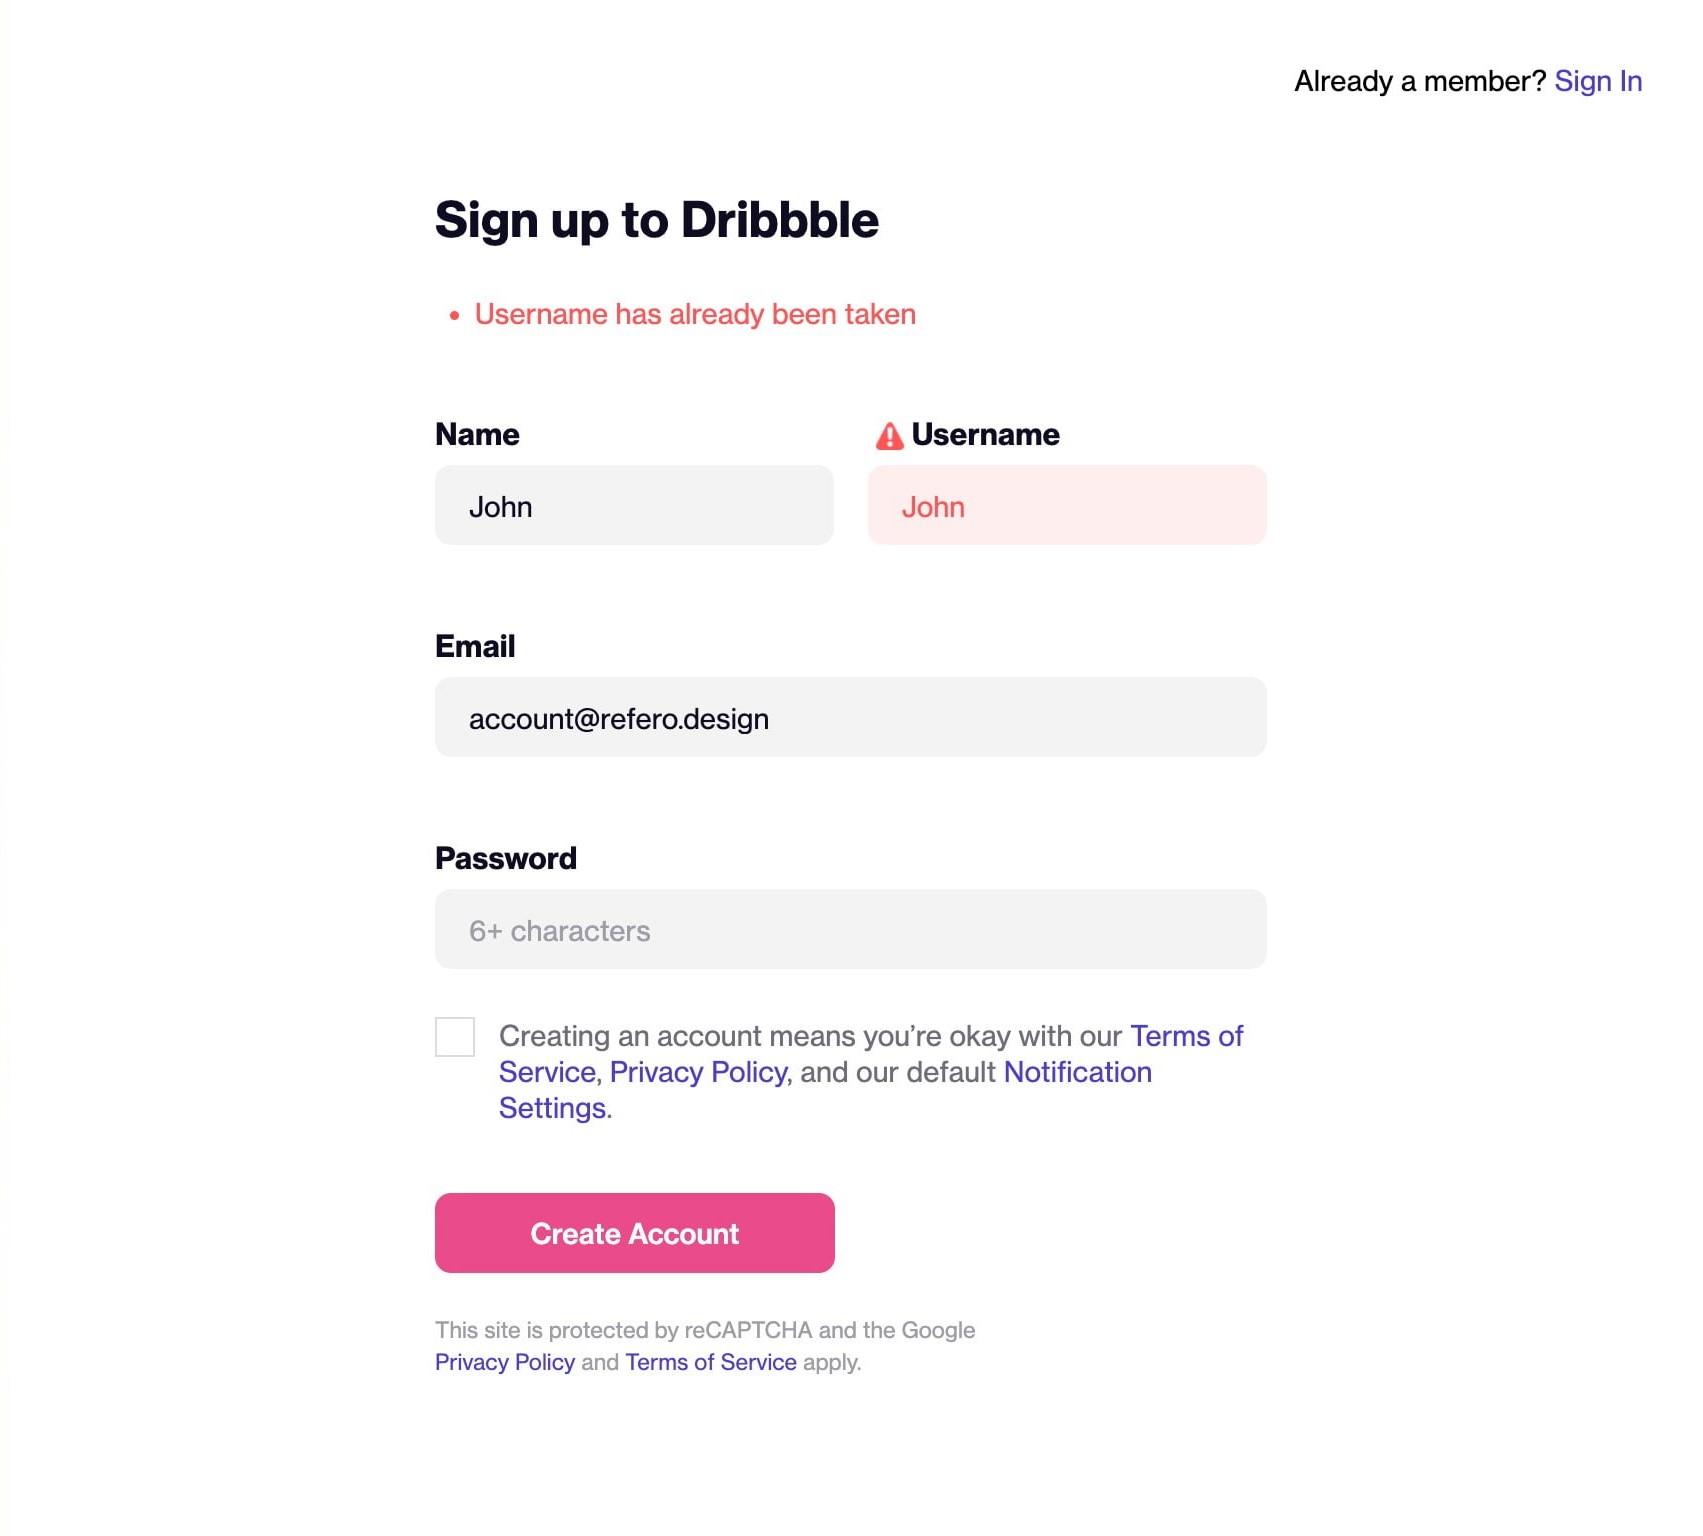 Already a member? Sign In
Sign up to Dribbble
• Username has already been taken
Name
John
Username
John
Email
account@refero.design
Password
6+ characters
Creating an account means you’re okay with our Terms of
Service, Privacy Policy, and our default Notification
Settings.
Create Account
This site is protected by reCAPTCHA and the Google
Privacy Policy and Terms of Service apply.